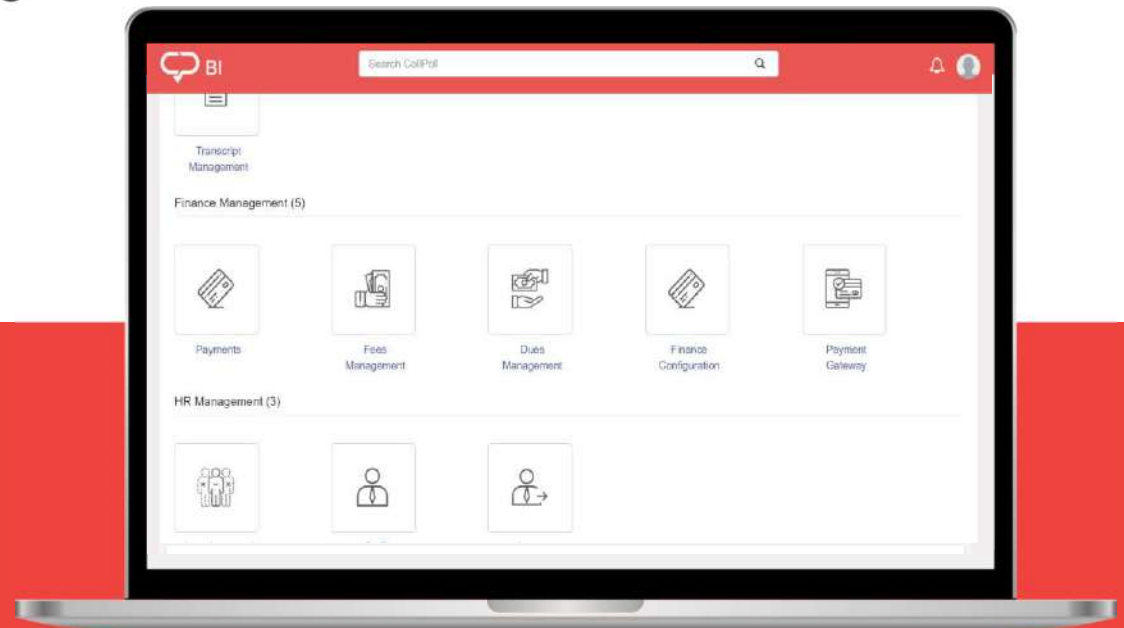 BI
Search CollPoll
Transcript
Management
Finance Management (5)
Payments
Fees
Management
Dues
Management
Finance
Configuration
Payment
Gateway
HR Management (3)